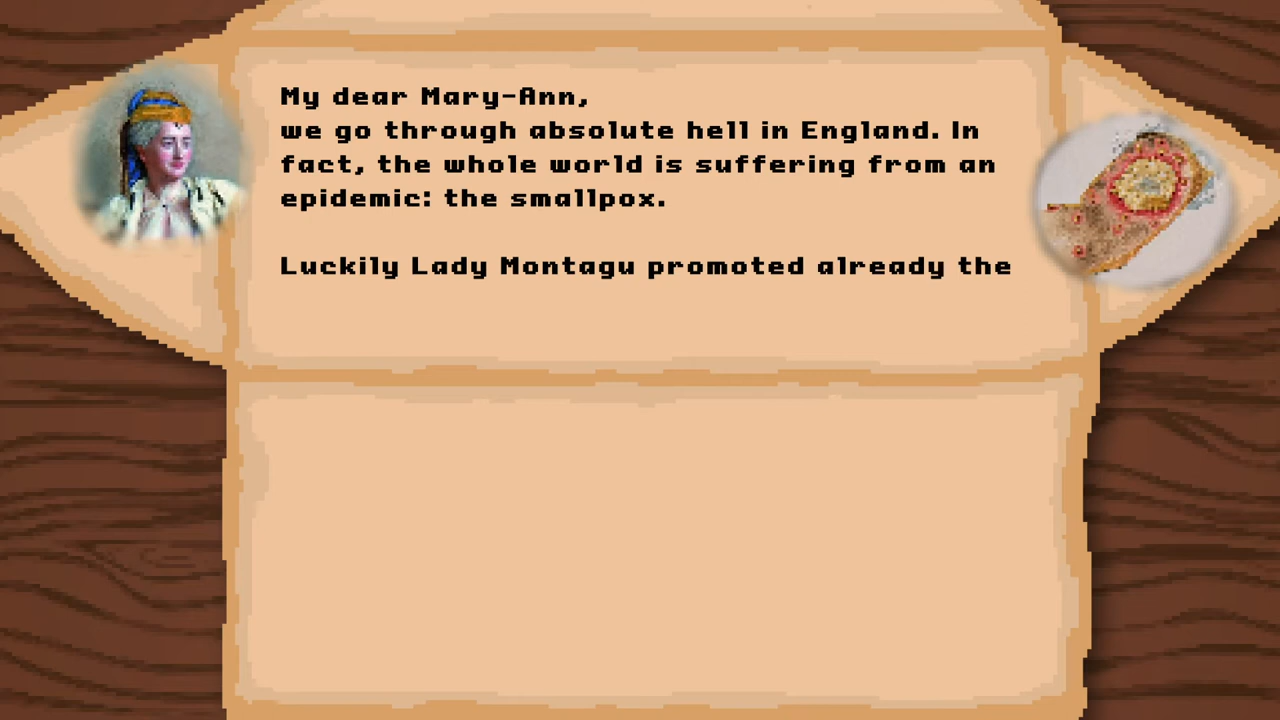 My dear Mary-Ann,
we go through absolute hell in England. In
fact, the whole world is suffering from an
epidemic: the smallpox.
Luckily Lady Montagu promoted already the